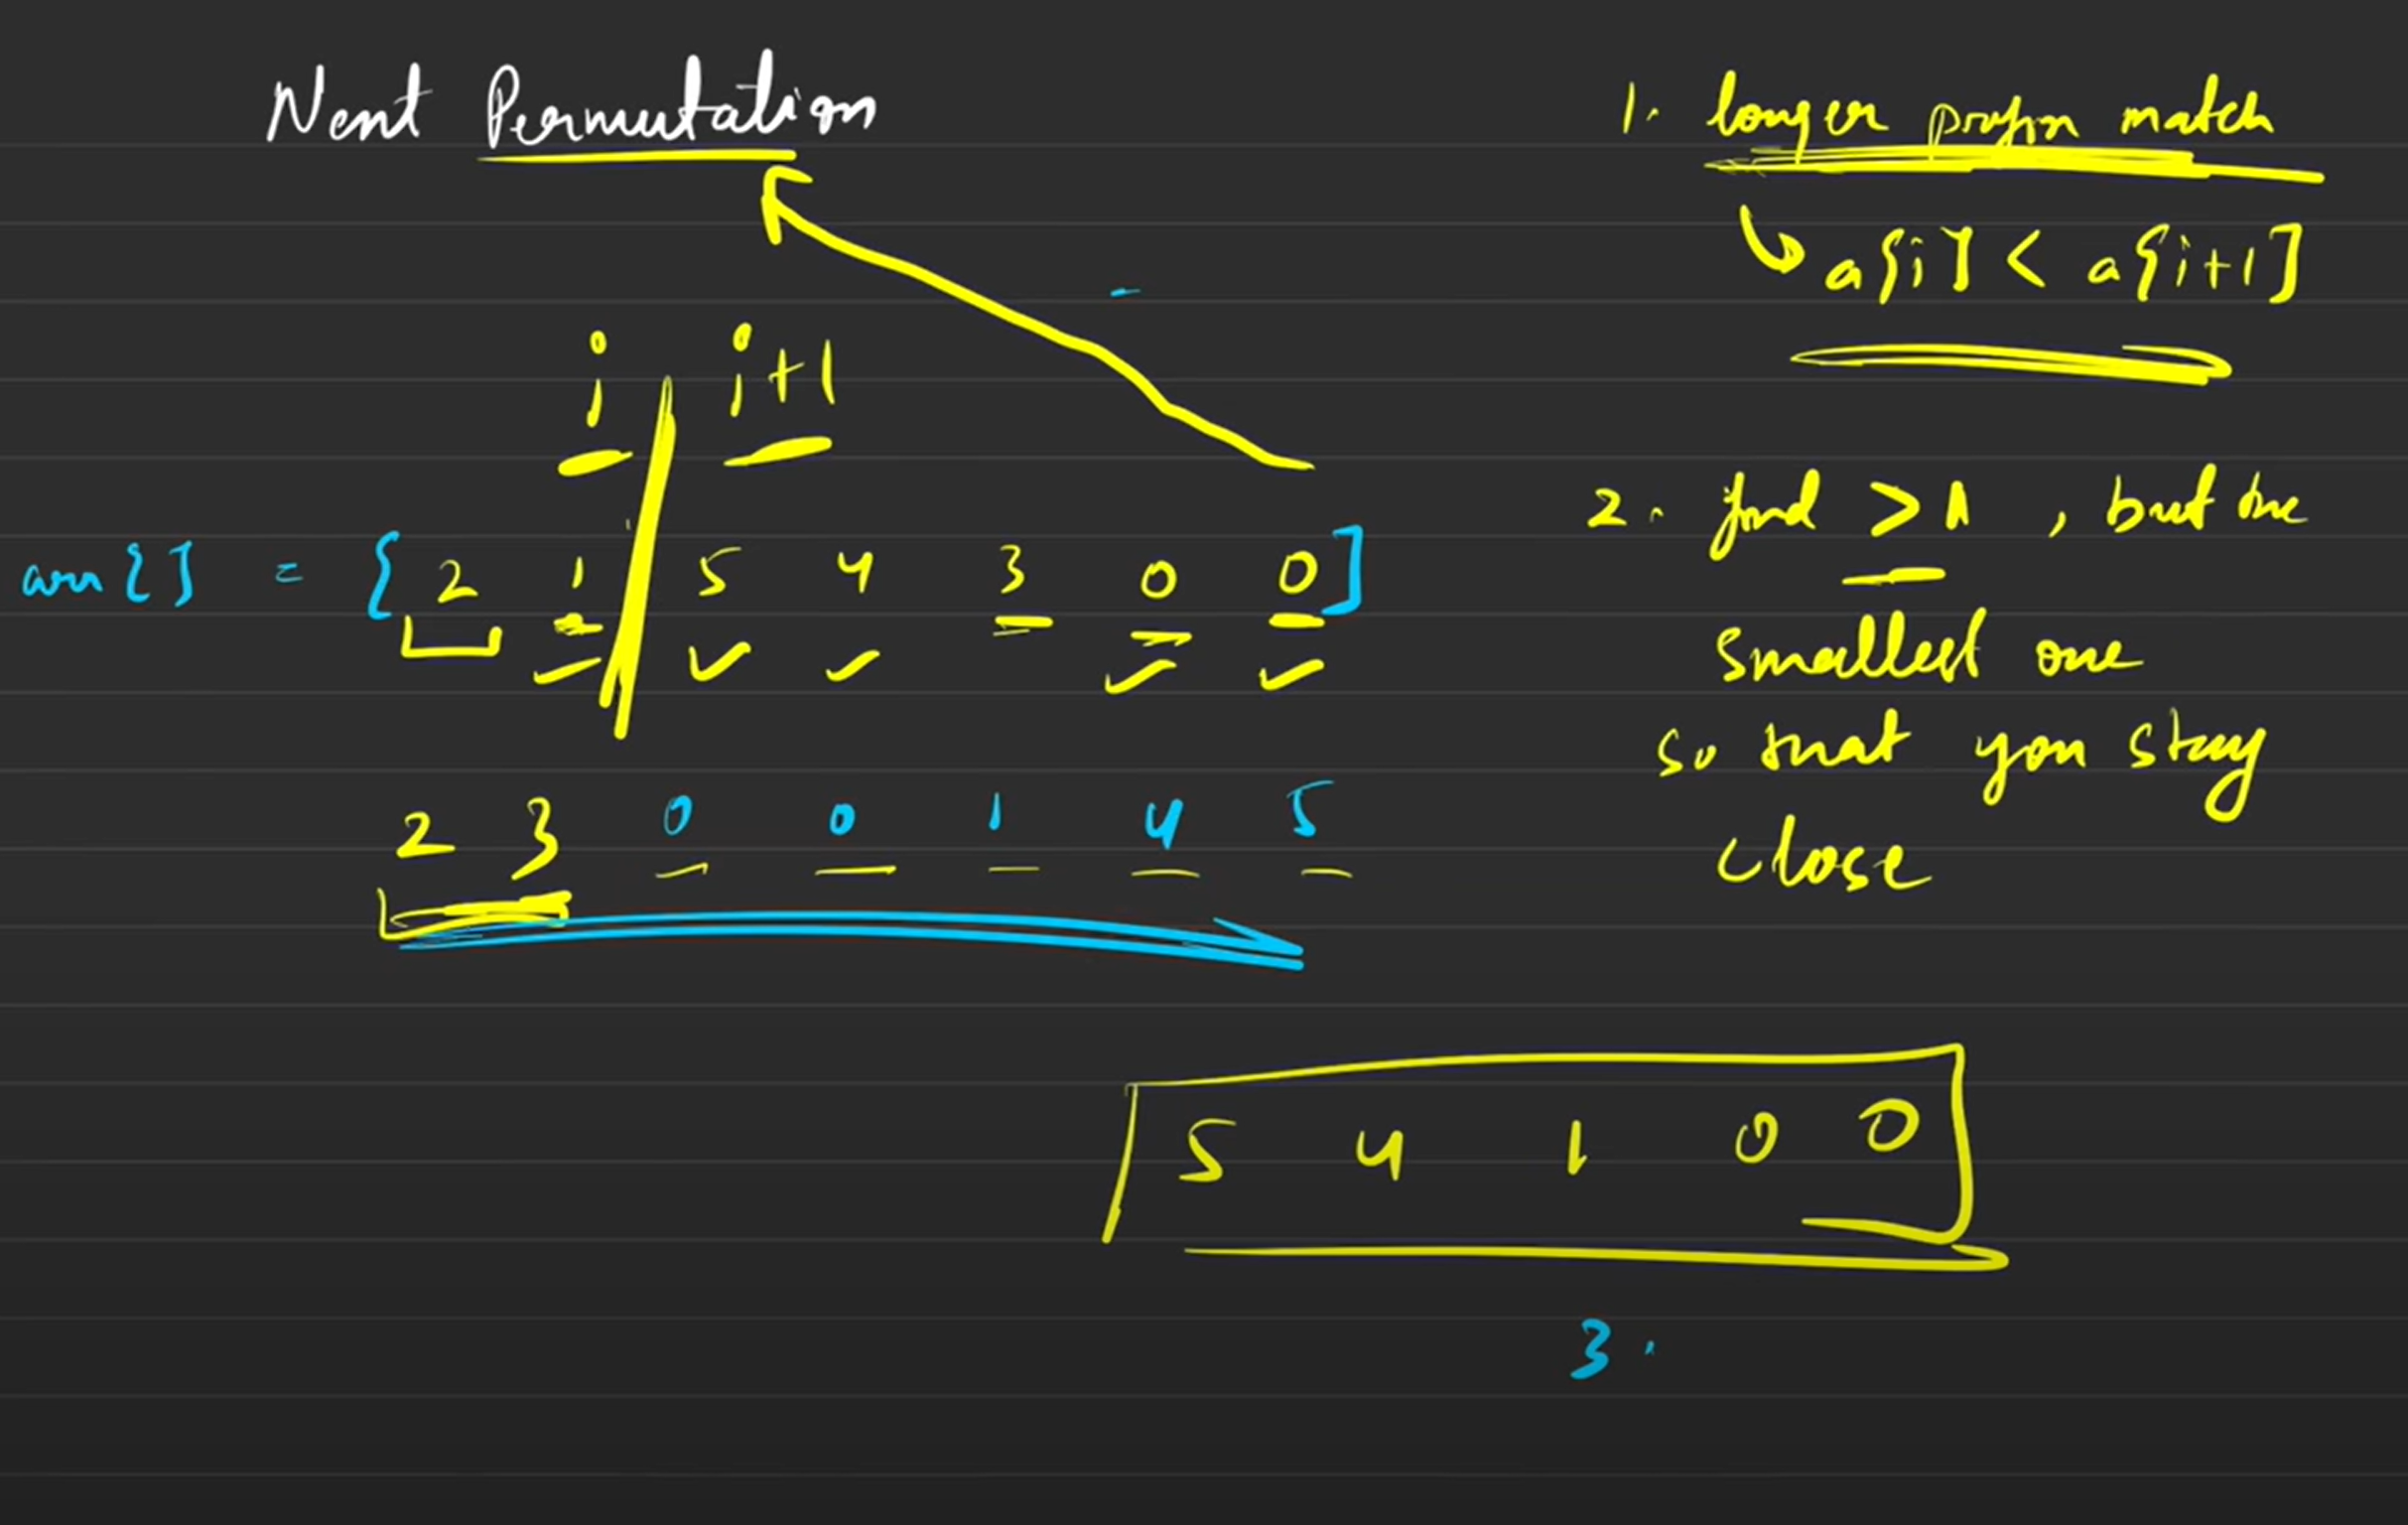 Next Permutation
1. longer prefix match
a[i] < a[i+1]
i i+1
arr[] = [2 1 5 4 3 0 0]
2. find >1, but the
smallest one
so that you stay
close
2 3 0 0 1 4 5
5 4 1 0 0
3.